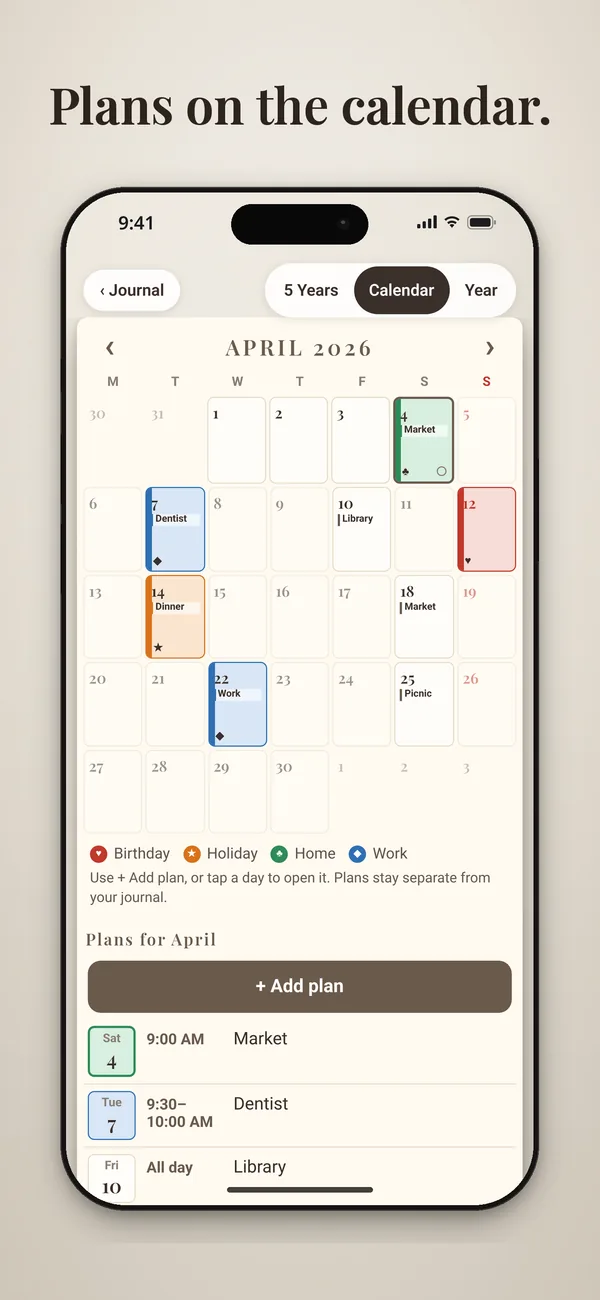 Plans on the calendar.
9:41
‹ Journal
5 Years Calendar Year
❮ APRIL 2026 ❯
M T W T F S S
30 31 1 2 3 4 5
Market
6 7 8 9 10 11 12
Dentist Library
13 14 15 16 17 18 19
Dinner Market
20 21 22 23 24 25 26
Work Picnic
27 28 29 30 1 2 3
Birthday Holiday Home Work
Use + Add plan, or tap a day to open it. Plans stay separate from
your journal.
Plans for April
+ Add plan
Sat
4
9:00 AM
Market
Tue
7
9:30–
10:00 AM
Dentist
Fri
10
All day
Library